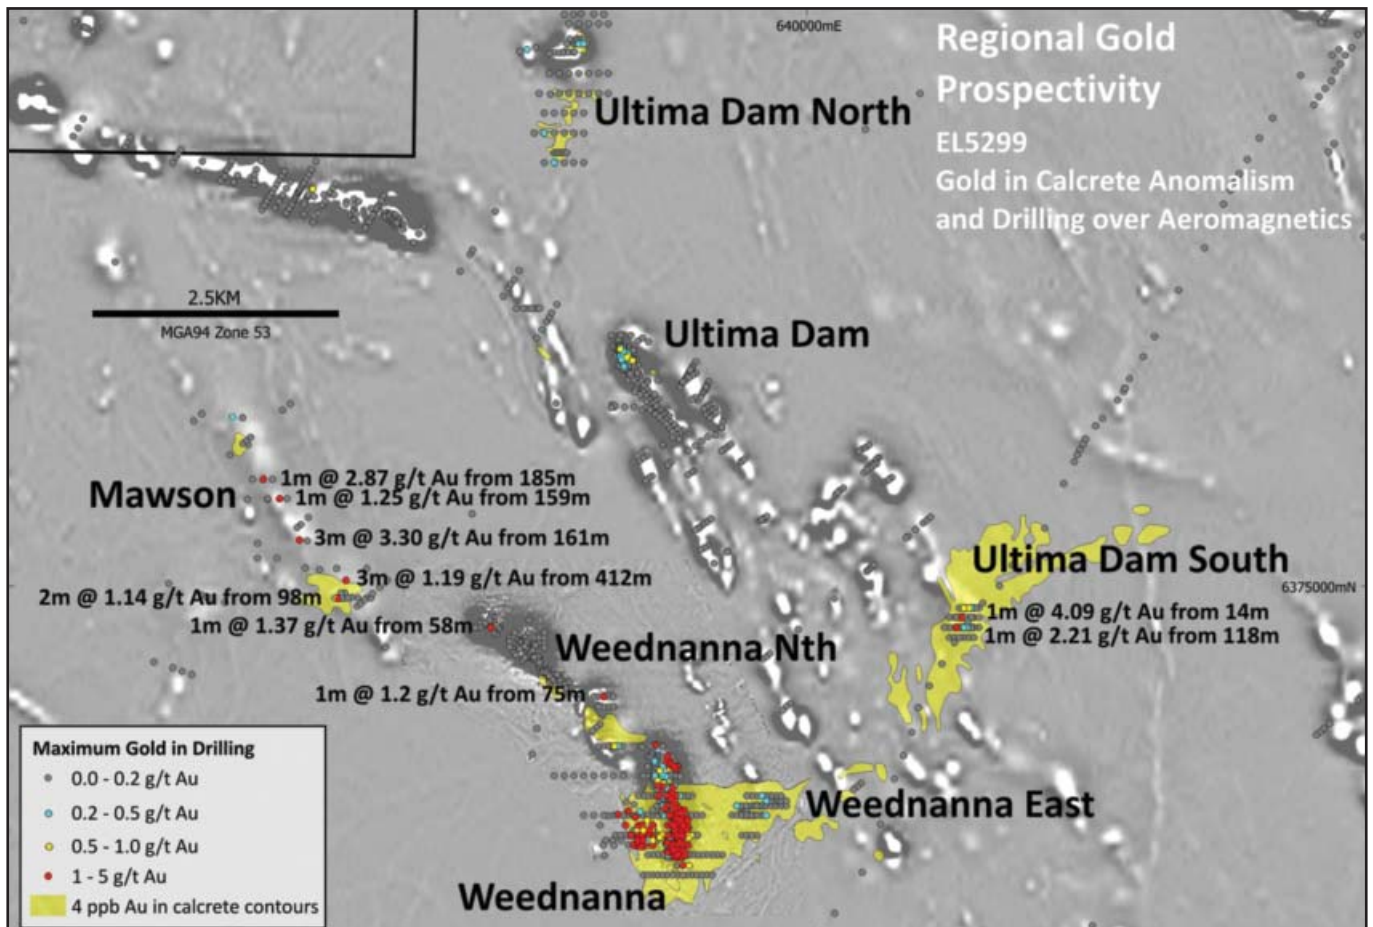 640000mE
Regional Gold
Prospectivity
EL5299
Gold in Calcrete Anomalism
and Drilling over Aeromagnetics
Ultima Dam North
2.5KM
MGA94 Zone 53
Ultima Dam
Mawson
1m @ 2.87 g/t Au from 185m
1m @ 1.25 g/t Au from 159m
3m @ 3.30 g/t Au from 161m
3m @ 1.19 g/t Au from 412m
2m @ 1.14 g/t Au from 98m
1m @ 1.37 g/t Au from 58m
Ultima Dam South
6375000mN
1m @ 4.09 g/t Au from 14m
1m @ 2.21 g/t Au from 118m
Weednanna Nth
1m @ 1.2 g/t Au from 75m
Weednanna East
Weednanna
Maximum Gold in Drilling
0.0 - 0.2 g/t Au
0.2 - 0.5 g/t Au
0.5 - 1.0 g/t Au
1 - 5 g/t Au
4 ppb Au in calcrete contours